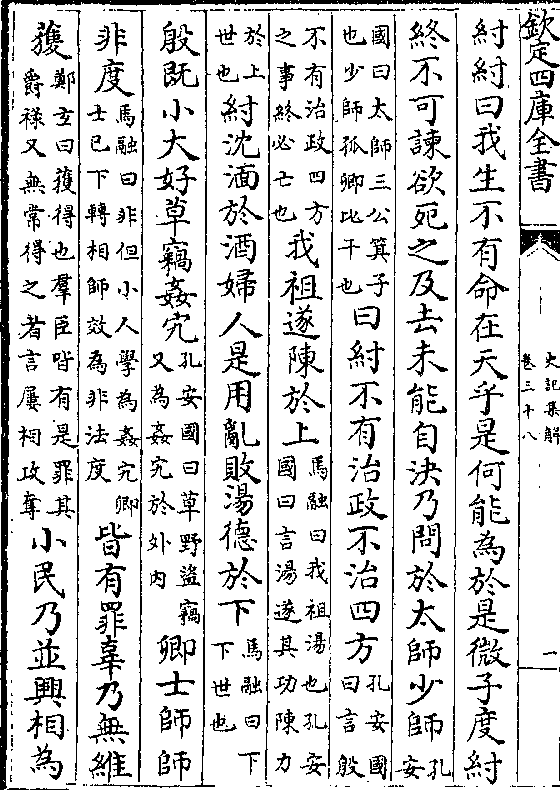 欽定四庫全書
史記集解
卷三十八
一
紂紂曰我生不有命在天乎是何能為於是微子度紂
終不可諫欲死之及去未能自決乃問於太師少師孔安
國曰太師三公箕子也少師孤卿比干也曰紂不有治政不治四方孔安國曰言殷
不有治政四方之事終必亡也我祖遂陳於上馬融曰我祖湯也孔安國曰言湯遂其功陳力
於上世也紂沈湎於酒婦人是用亂敗湯德於下馬融曰下下世也
殷既小大好草竊姦宄孔安國曰草野盜竊又為姦宄於外內卿士師師
非度馬融曰非但小人學為姦宄卿士已下轉相師效為非法度皆有罪辜乃無維
獲鄭玄曰獲得也羣臣皆有是罪其爵祿又無常得之者言屢相攻奪小民乃並興相為